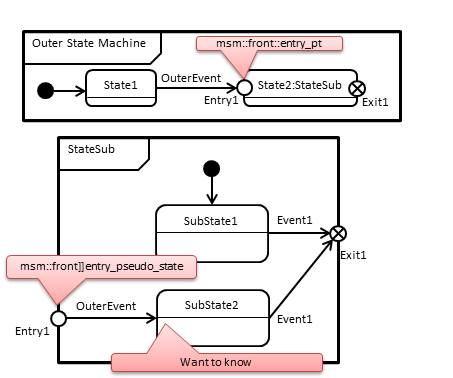 Outer State Machine
msm::front::entry_pt
State1
OuterEvent
State2:StateSub
Entry1
Exit1
StateSub
SubState1
Event1
msm::front]]entry_pseudo_state
Exit1
OuterEvent
SubState2
Entry1
Event1
Want to know